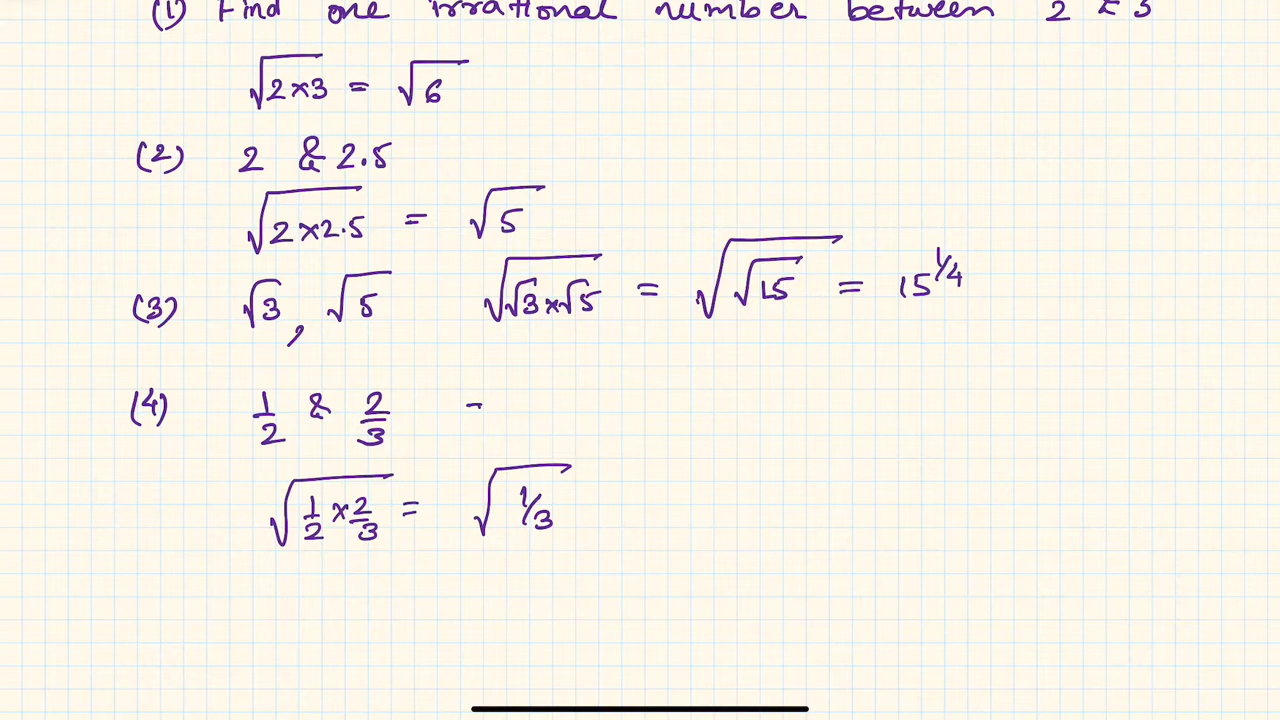 (1) Find one irrational number between 2 & 3
√(2×3) = √6
(2) 2 & 2.5
√(2×2.5) = √5
(3) √3, √5 √(√3×√5) = √(√15) = 15^(1/4)
(4) 1/2 & 2/3 -
√(1/2 × 2/3) = √(1/3)